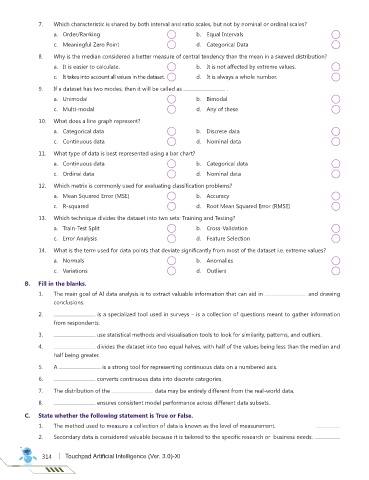 7. Which characteristic is shared by both interval and ratio scales, but not by nominal or ordinal scales?
a. Order/Ranking b. Equal Intervals
c. Meaningful Zero Point d. Categorical Data
8. Why is the median considered a better measure of central tendency than the mean in a skewed distribution?
a. It is easier to calculate. b. It is not affected by extreme values.
c. It takes into account all values in the dataset. d. It is always a whole number.
9. If a dataset has two modes, then it will be called as ....................
a. Unimodal b. Bimodal
c. Multi-modal d. Any of these
10. What does a line graph represent?
a. Categorical data b. Discrete data
c. Continuous data d. Nominal data
11. What type of data is best represented using a bar chart?
a. Continuous data b. Categorical data
c. Ordinal data d. Nominal data
12. Which metric is commonly used for evaluating classification problems?
a. Mean Squared Error (MSE) b. Accuracy
c. R-squared d. Root Mean Squared Error (RMSE)
13. Which technique divides the dataset into two sets: Training and Testing?
a. Train-Test Split b. Cross-Validation
c. Error Analysis d. Feature Selection
14. What is the term used for data points that deviate significantly from most of the dataset i.e. extreme values?
a. Normals b. Anomalies
c. Variations d. Outliers
B. Fill in the blanks.
1. The main goal of AI data analysis is to extract valuable information that can aid in .................... and drawing
conclusions.
2. .................... is a specialized tool used in surveys – is a collection of questions meant to gather information
from respondents.
3. .................... use statistical methods and visualisation tools to look for similarity, patterns, and outliers.
4. .................... divides the dataset into two equal halves, with half of the values being less than the median and
half being greater.
5. A .................... is a strong tool for representing continuous data on a numbered axis.
6. .................... converts continuous data into discrete categories.
7. The distribution of the .................... data may be entirely different from the real-world data.
8. .................... ensures consistent model performance across different data subsets.
C. State whether the following statement is True or False.
1. The method used to measure a collection of data is known as the level of measurement. ....................
2. Secondary data is considered valuable because it is tailored to the specific research or business needs. ....................
314 | Touchpad Artificial Intelligence (Ver. 3.0)-XI